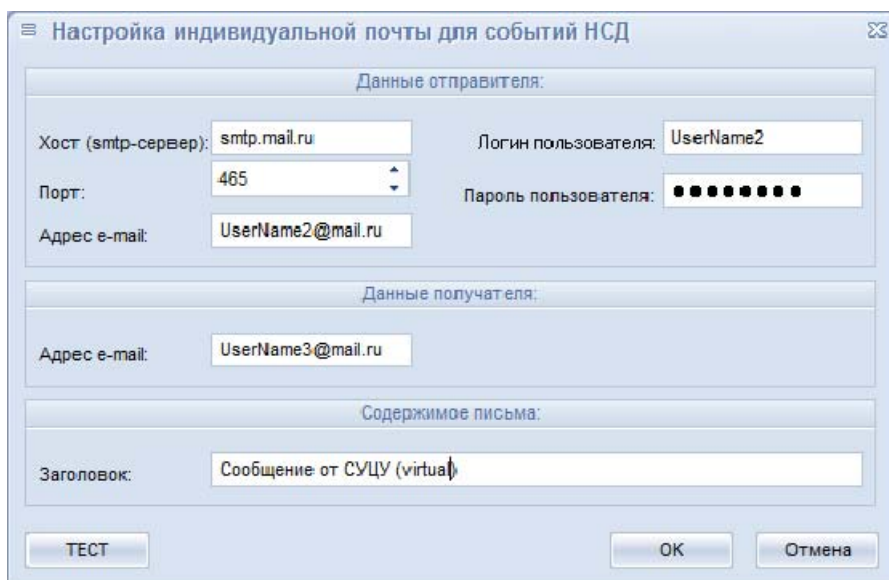 Настройка индивидуальной почты для событий НСД
Данные отправителя:
Хост (smtp-сервер): smtp.mail.ru
Логин пользователя: UserName2
Порт: 465
Пароль пользователя: ●●●●●●●●
Адрес e-mail: UserName2@mail.ru
Данные получателя:
Адрес e-mail: UserName3@mail.ru
Содержимое письма:
Заголовок: Сообщение от СУЦУ (virtual)
ТЕСТ
OK
Отмена